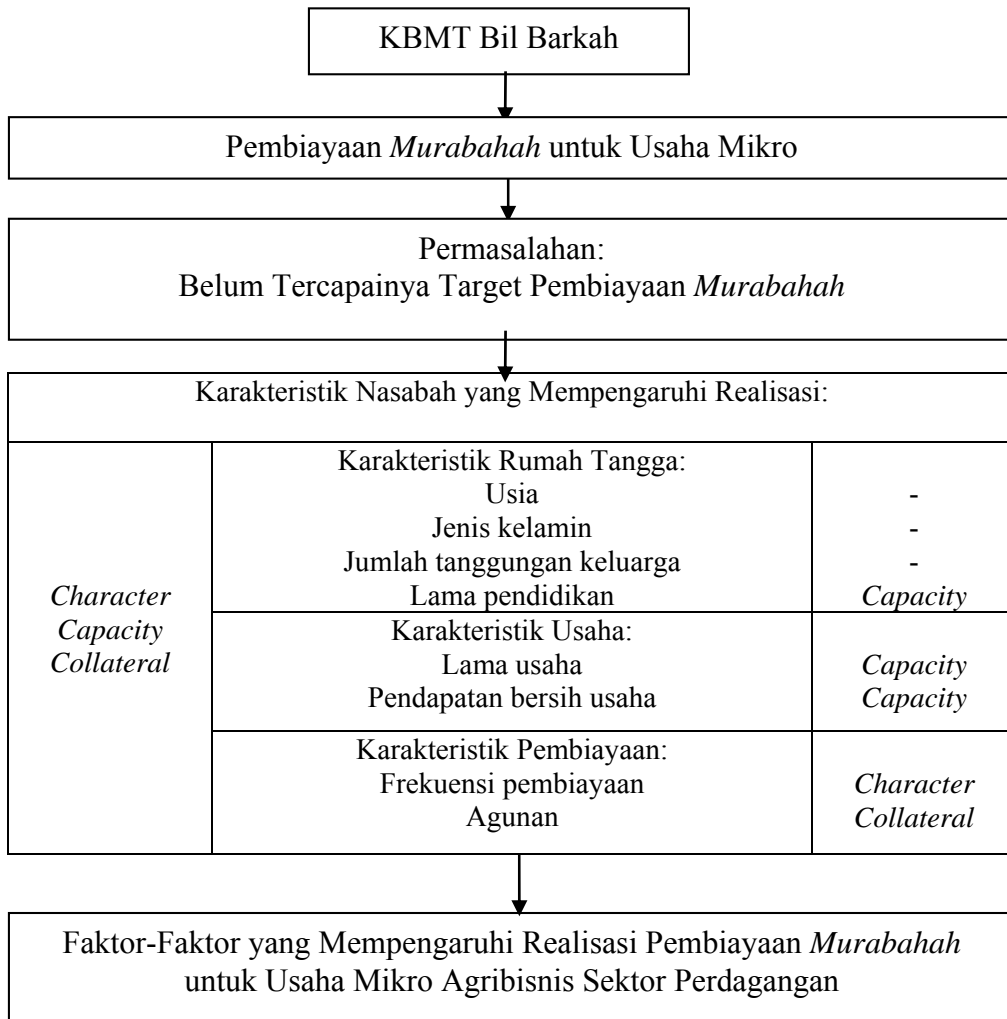 KBMT Bil Barkah
Pembiayaan Murabahah untuk Usaha Mikro
Permasalahan:
Belum Tercapainya Target Pembiayaan Murabahah
Karakteristik Nasabah yang Mempengaruhi Realisasi:
Character
Capacity
Collateral
Karakteristik Rumah Tangga:
Usia -
Jenis kelamin -
Jumlah tanggungan keluarga -
Lama pendidikan Capacity
Karakteristik Usaha:
Lama usaha Capacity
Pendapatan bersih usaha Capacity
Karakteristik Pembiayaan:
Frekuensi pembiayaan Character
Agunan Collateral
Faktor-Faktor yang Mempengaruhi Realisasi Pembiayaan Murabahah
untuk Usaha Mikro Agribisnis Sektor Perdagangan